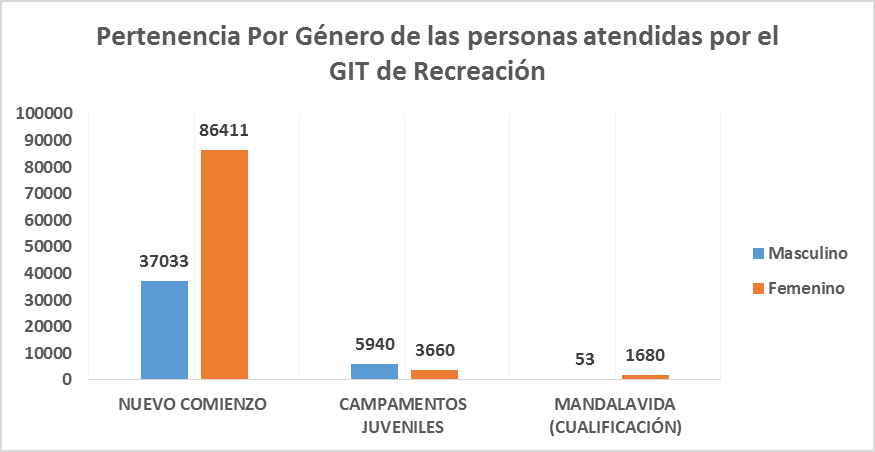 Pertenencia Por Género de las personas atendidas por el
GIT de Recreación
100000
90000
80000
70000
60000
50000
40000
30000
20000
10000
0
37033
86411
5940
3660
53
1680
NUEVO COMIENZO
CAMPAMENTOS
JUVENILES
MANDALAVIDA
(CUALIFICACIÓN)
Masculino
Femenino